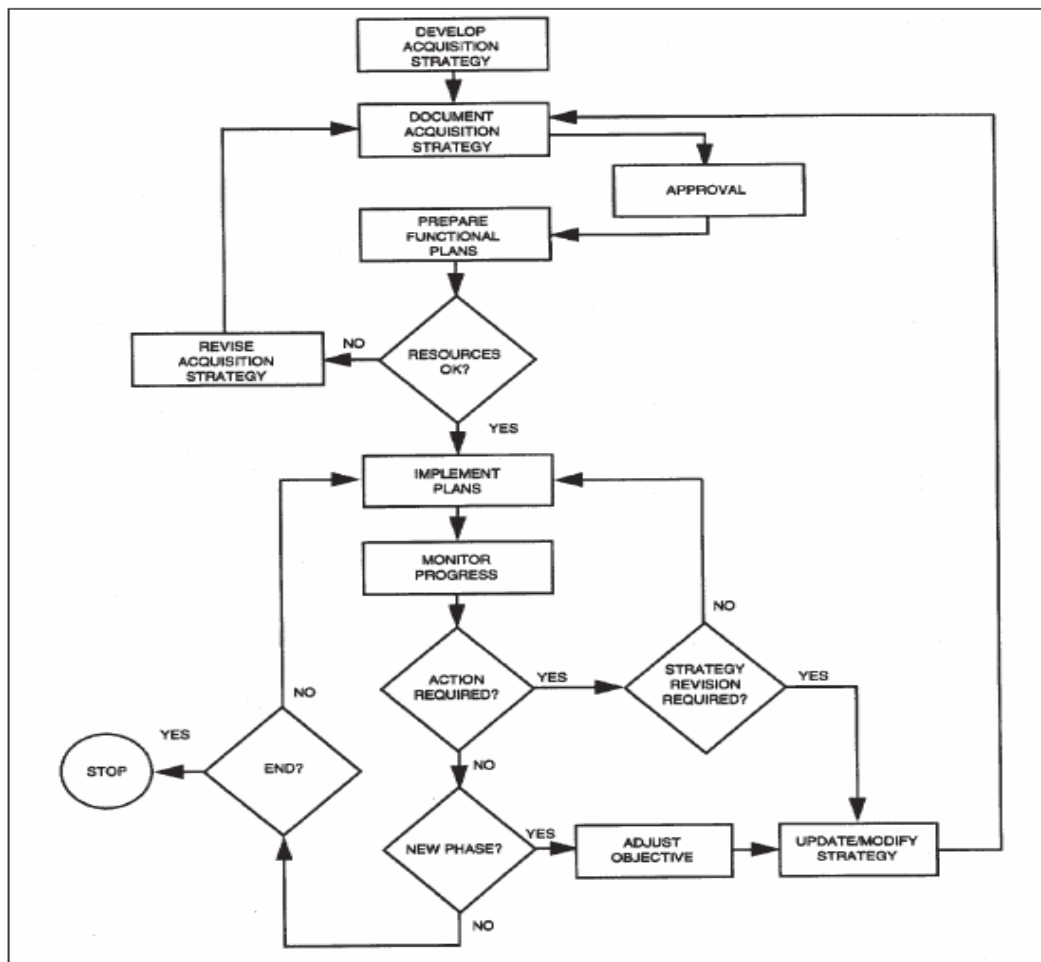 DEVELOP
ACQUISITION
STRATEGY
DOCUMENT
ACQUISITION
STRATEGY
APPROVAL
PREPARE
FUNCTIONAL
PLANS
REVISE
ACQUISITION
STRATEGY
NO
RESOURCES
OK?
YES
IMPLEMENT
PLANS
MONITOR
PROGRESS
NO
ACTION
REQUIRED?
YES
STRATEGY
REVISION
REQUIRED?
YES
NO
YES
STOP
END?
NO
NEW PHASE?
YES
ADJUST
OBJECTIVE
UPDATE/MODIFY
STRATEGY
NO